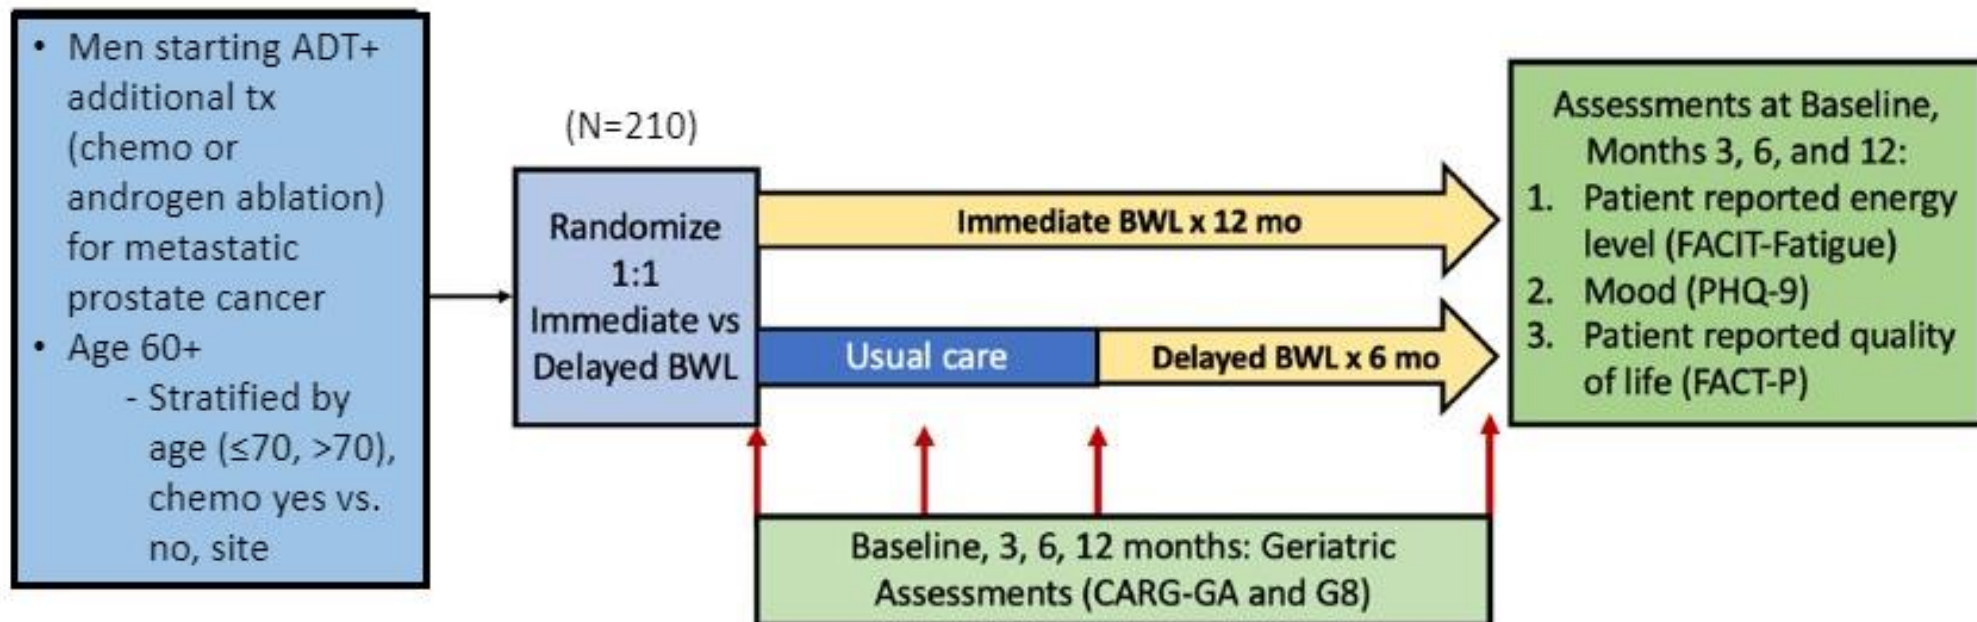 • Men starting ADT+
additional tx
(chemo or
androgen ablation)
for metastatic
prostate cancer
• Age 60+
- Stratified by
age (≤70, >70),
chemo yes vs.
no, site
(N=210)
Randomize
1:1
Immediate vs
Delayed BWL
Immediate BWL x 12 mo
Usual care
Delayed BWL x 6 mo
Baseline, 3, 6, 12 months: Geriatric
Assessments (CARG-GA and G8)
Assessments at Baseline,
Months 3, 6, and 12:
1. Patient reported energy
level (FACIT-Fatigue)
2. Mood (PHQ-9)
3. Patient reported quality
of life (FACT-P)